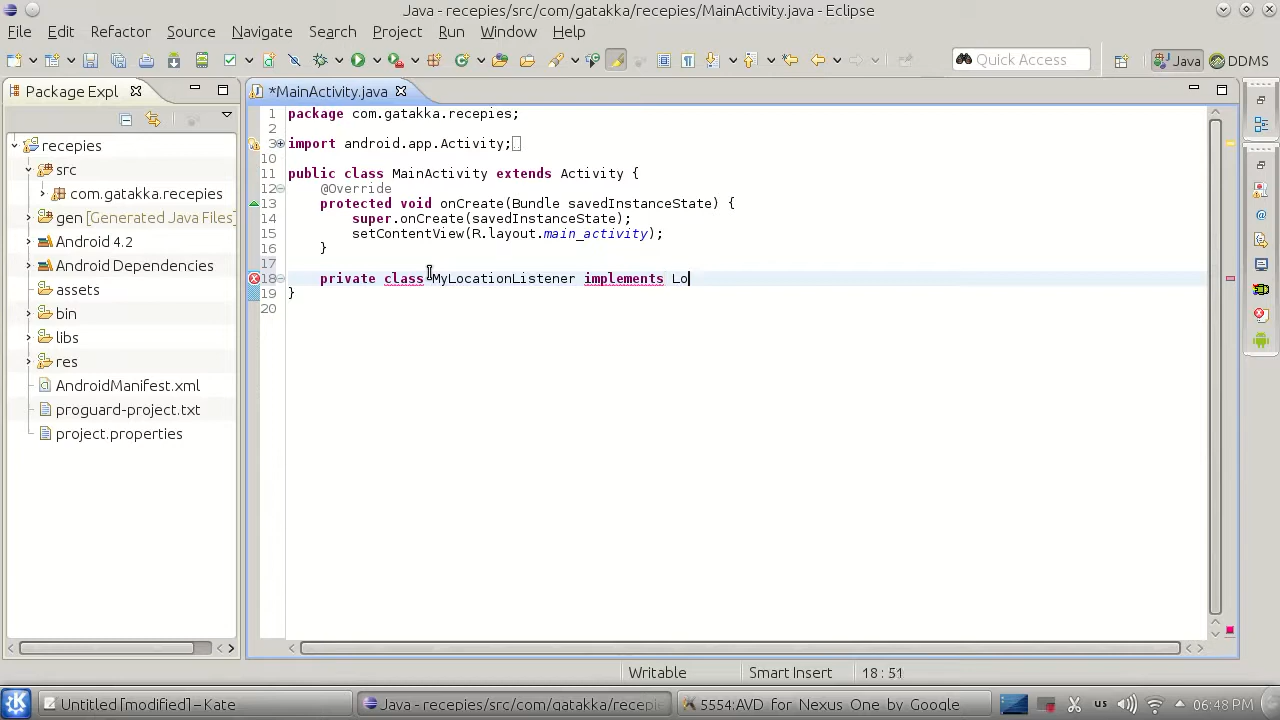 Java - recepies/src/com/gatakka/recepies/MainActivity.java - Eclipse
File Edit Refactor Source Navigate Search Project Run Window Help
Quick Access
Java
DDMS
Package Expl
*MainActivity.java
recepies
src
com.gatakka.recepies
gen [Generated Java Files]
Android 4.2
Android Dependencies
assets
bin
libs
res
AndroidManifest.xml
proguard-project.txt
project.properties
1 package com.gatakka.recepies;
2
3 import android.app.Activity;
10
11 public class MainActivity extends Activity {
12 @Override
13 protected void onCreate(Bundle savedInstanceState) {
14 super.onCreate(savedInstanceState);
15 setContentView(R.layout.main_activity);
16 }
17
18 private class MyLocationListener implements Lo
19 }
20
Writable Smart Insert 18 : 51
Untitled [modified] – Kate
Java - recepies/src/com/gatakka/recepie
5554:AVD for Nexus One by Google
us
06:48 PM